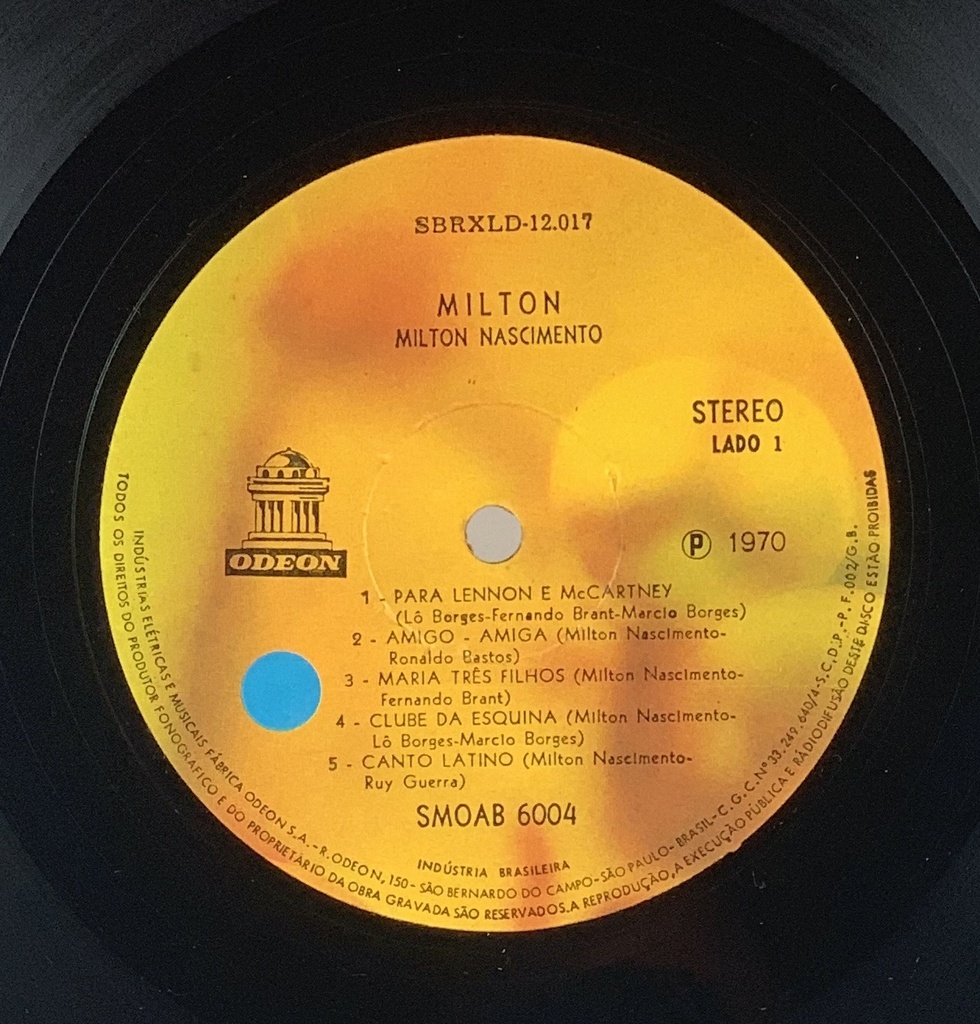 SBRXLD-12.017
MILTON
MILTON NASCIMENTO
STEREO
LADO 1
ODEON
Ⓟ 1970
1 - PARA LENNON E McCARTNEY
(Lô Borges-Fernando Brant-Marcio Borges)
2 - AMIGO - AMIGA (Milton Nascimento-
Ronaldo Bastos)
3 - MARIA TRÊS FILHOS (Milton Nascimento-
Fernando Brant)
4 - CLUBE DA ESQUINA (Milton Nascimento-
Lô Borges-Marcio Borges)
5 - CANTO LATINO (Milton Nascimento-
Ruy Guerra)
SMOAB 6004
INDÚSTRIA BRASILEIRA
INDÚSTRIAS ELÉTRICAS E MUSICAIS FÁBRICA ODEON S.A.-R.ODEON, 150- SÃO BERNARDO DO CAMPO-SÃO PAULO-BRASIL-C.G.C.Nº33.249.640/4-S.C.D.P.-P.F.002/G.B.
TODOS OS DIREITOS DO PRODUTOR FONOGRÁFICO E DO PROPRIETÁRIO DA OBRA GRAVADA SÃO RESERVADOS.A REPRODUÇÃO,A EXECUÇÃO PÚBLICA E RÁDIODIFUSÃO DESTE DISCO ESTÃO PROIBIDAS